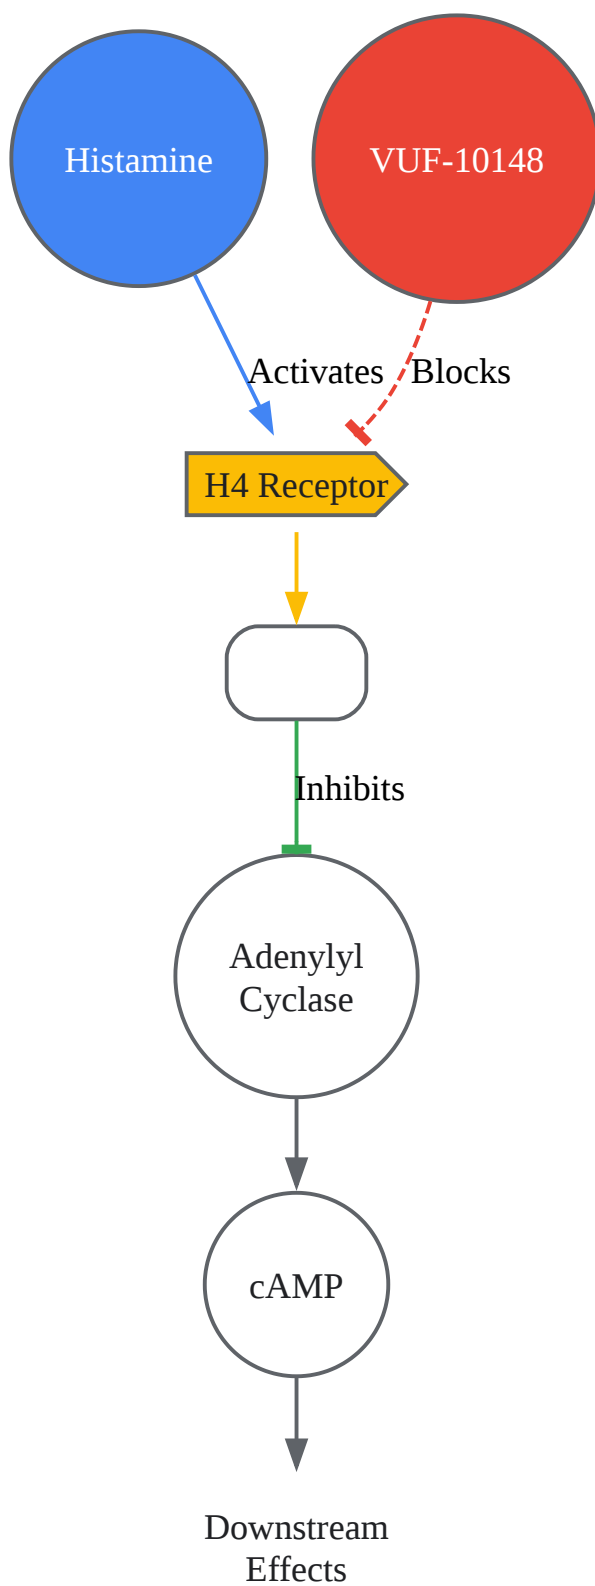 Histamine
VUF-10148
Activates
Blocks
H4 Receptor
Inhibits
Adenylyl
Cyclase
cAMP
Downstream
Effects